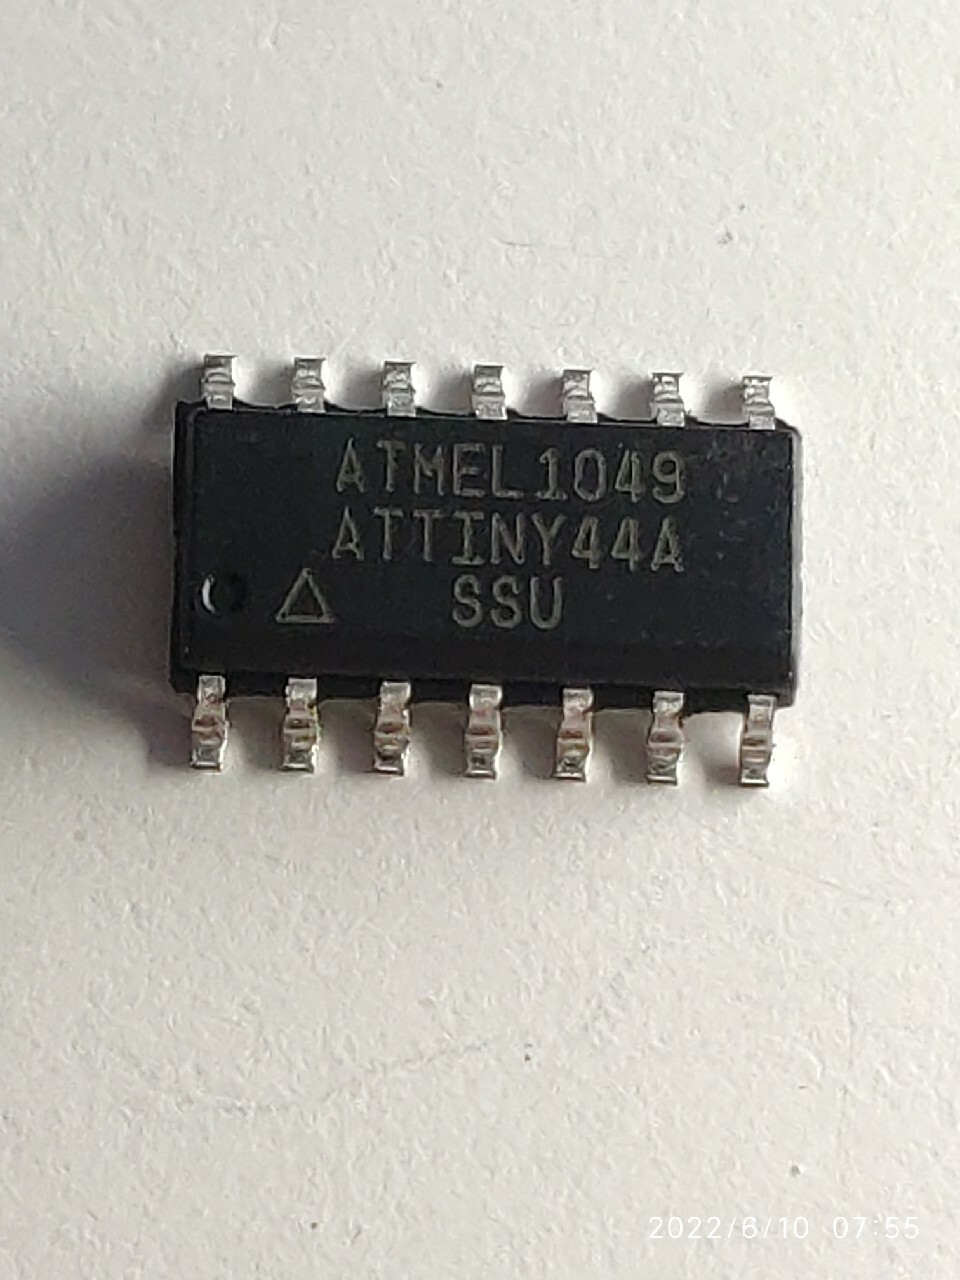 ATMEL1049
ATTINY44A
SSU
2022/6/10 07:55